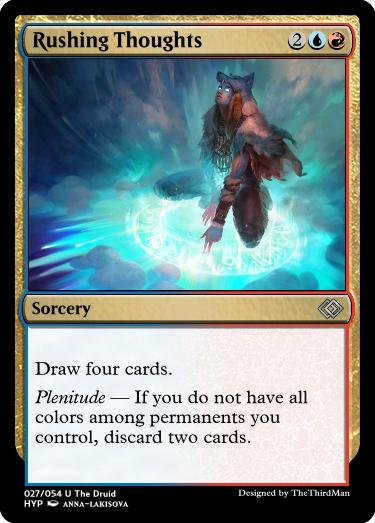 Rushing Thoughts 2
Sorcery
Draw four cards.
Plenitude — If you do not have all
colors among permanents you
control, discard two cards.
027/054 U The Druid
HYP ANNA-LAKISOVA
Designed by TheThirdMan